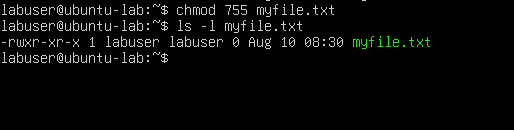 labuser@ubuntu-lab:~$ chmod 755 myfile.txt
labuser@ubuntu-lab:~$ ls -l myfile.txt
-rwxr-xr-x 1 labuser labuser 0 Aug 10 08:30 myfile.txt
labuser@ubuntu-lab:~$